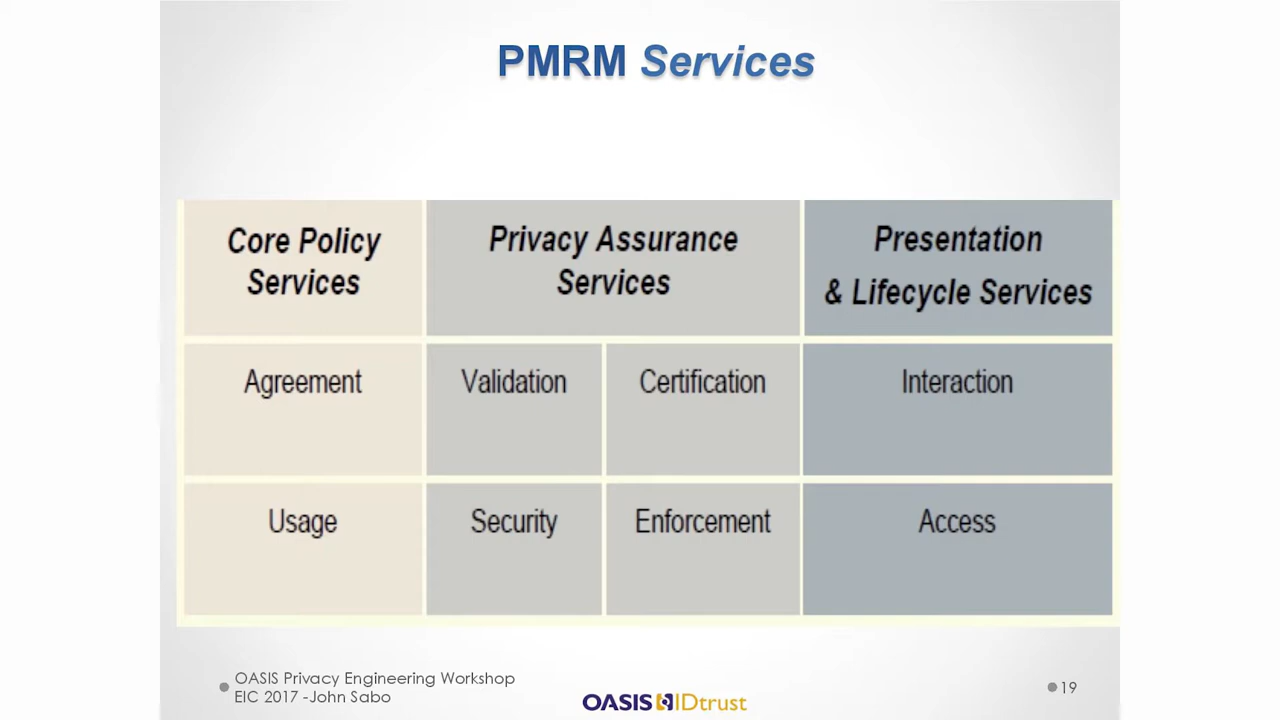 PMRM Services
Core Policy
Services
Privacy Assurance
Services
Presentation
& Lifecycle Services
Agreement
Validation
Certification
Interaction
Usage
Security
Enforcement
Access
OASIS Privacy Engineering Workshop
EIC 2017 -John Sabo
OASIS IDtrust
19